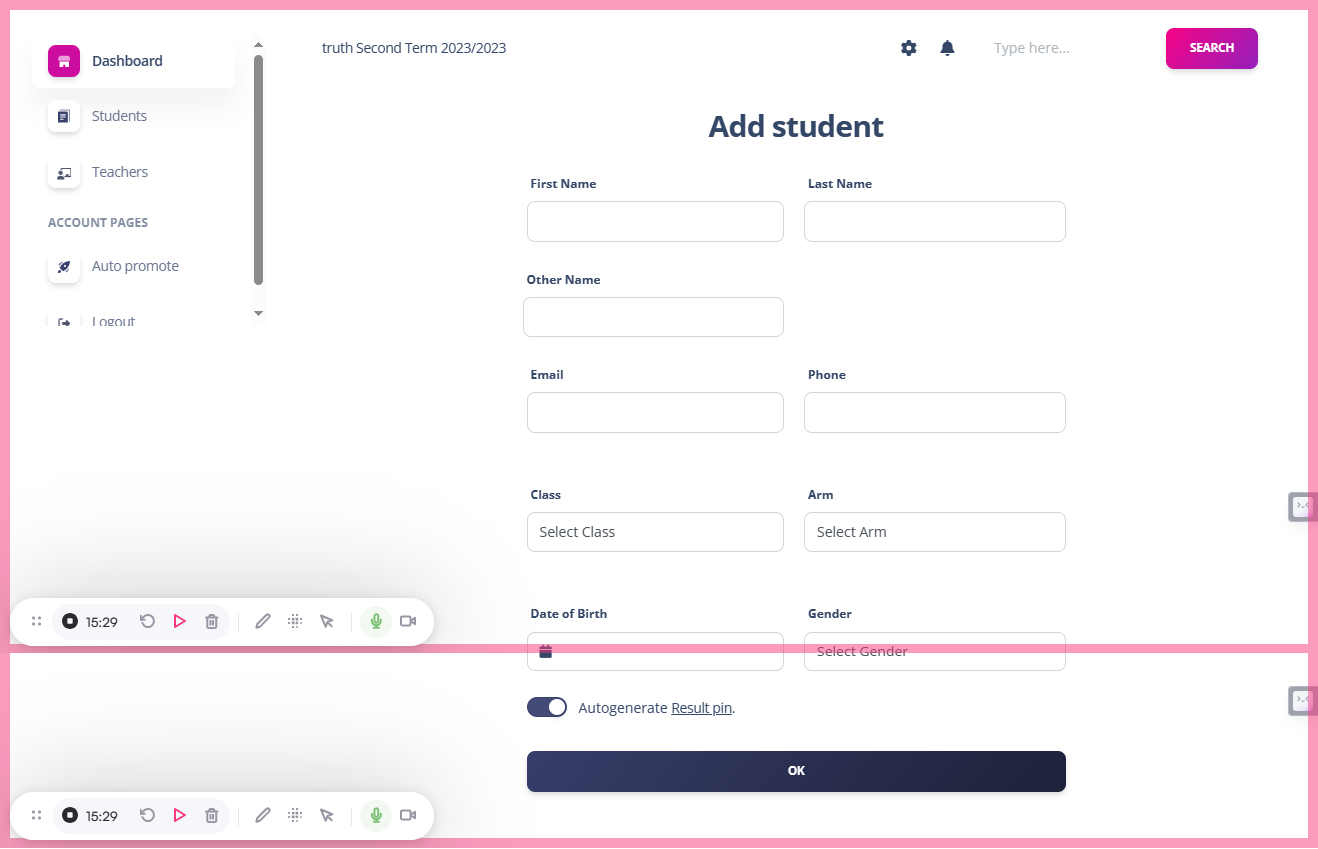 Dashboard
truth Second Term 2023/2023
Type here...
SEARCH
Students
Teachers
ACCOUNT PAGES
Auto promote
Logout
Add student
First Name
Last Name
Other Name
Email
Phone
Class
Arm
Select Class
Select Arm
Date of Birth
Gender
Select Gender
15:29
Autogenerate Result pin.
OK
15:29